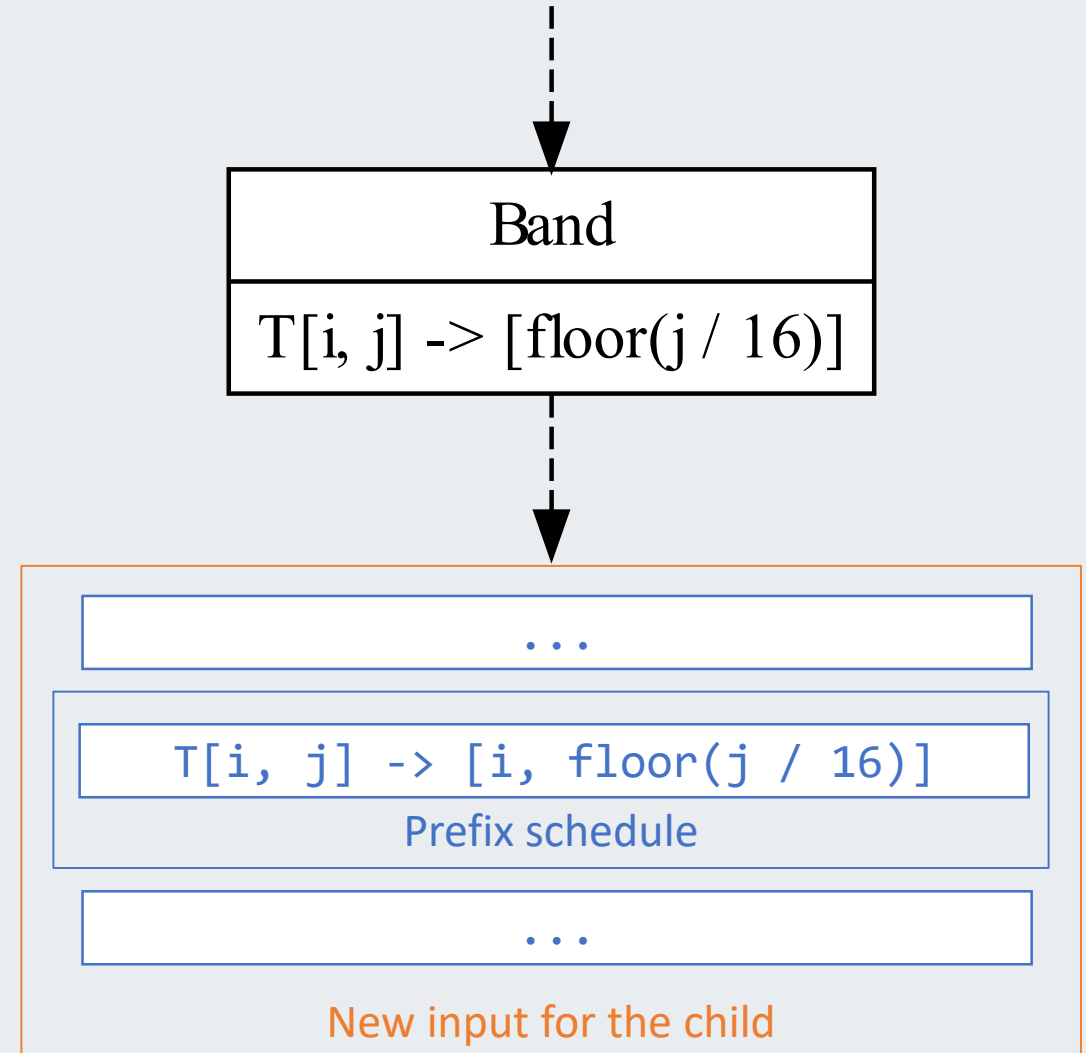 Band
T[i, j] -> [floor(j / 16)]
...
T[i, j] -> [i, floor(j / 16)]
Prefix schedule
...
New input for the child